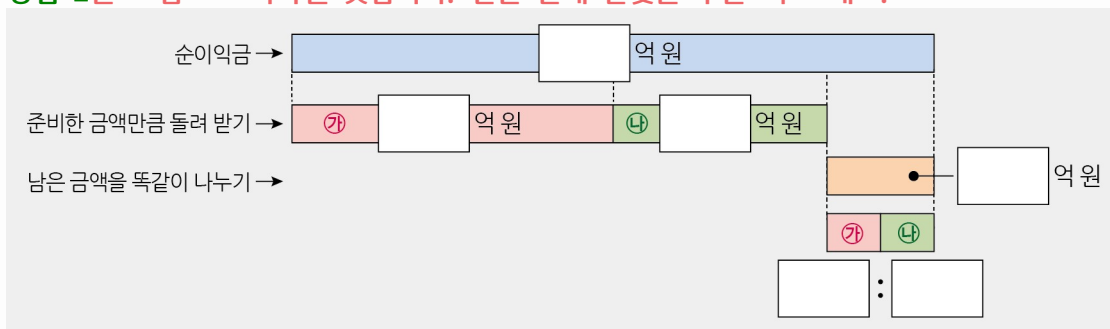 순이익금 → 억 원
준비한 금액만큼 돌려 받기 → ㉮ 억 원 ㉯ 억 원
남은 금액을 똑같이 나누기 → 억 원
㉮ ㉯
: